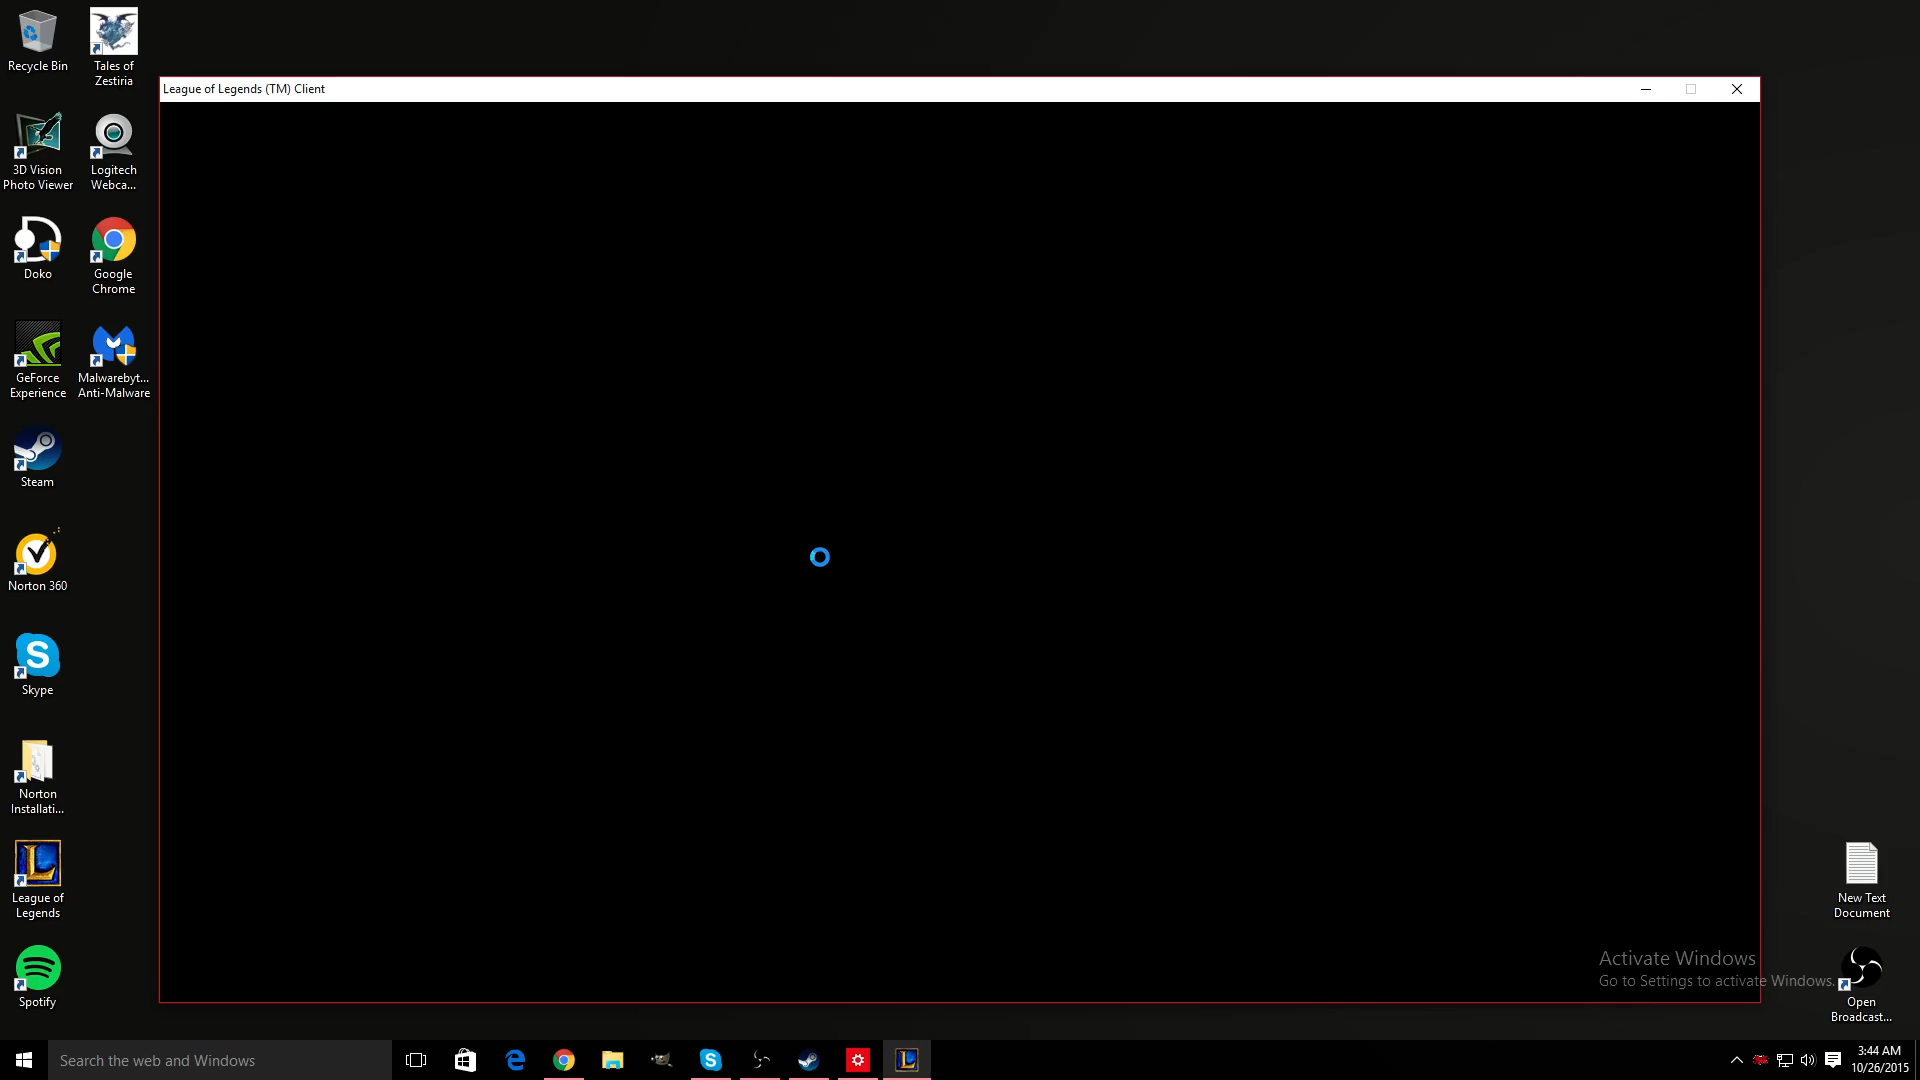 Recycle Bin
Tales of
Zestiria
League of Legends (TM) Client
3D Vision
Photo Viewer
Logitech
Webca...
Doko
Google
Chrome
GeForce
Experience
Malwarebyt...
Anti-Malware
Steam
Norton 360
Skype
Norton
Installati...
League of
Legends
New Text
Document
Activate Windows
Go to Settings to activate Windows.
Spotify
Open
Broadcast...
Search the web and Windows
3:44 AM
10/26/2015